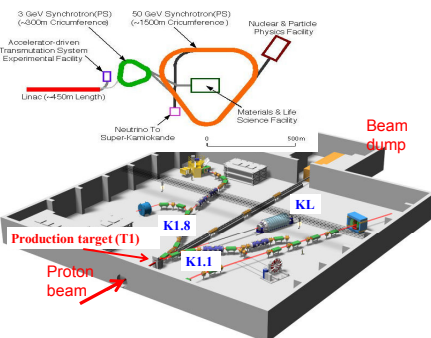 3 GeV Synchrotron(PS)
(~300m Circumference)
50 GeV Synchrotron(PS)
(~1500m Circumference )
Nuclear & Particle
Physics Facility
Accelerator-driven
Transmutation System
Experimental Facility
Linac (~450m Length)
Materials & Life
Science Facility
Neutrino To
Super-Kamiokande
0
500m
Beam
dump
KL
K1.8
Production target (T1)
K1.1
Proton
beam